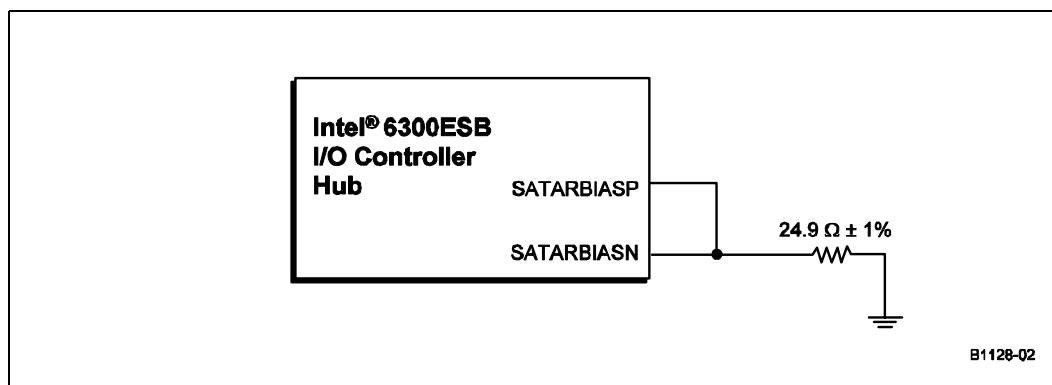 Intel® 6300ESB
I/O Controller
Hub
SATARBIASP
SATARBIASN
24.9 Ω ± 1%
B1128-02